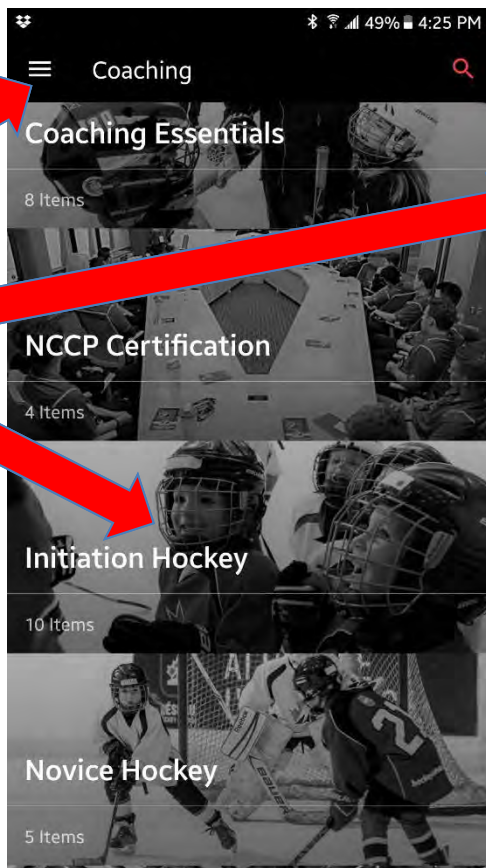 49% 4:25 PM
Coaching
Coaching Essentials
8 Items
NCCP Certification
4 Items
Initiation Hockey
10 Items
Novice Hockey
5 Items